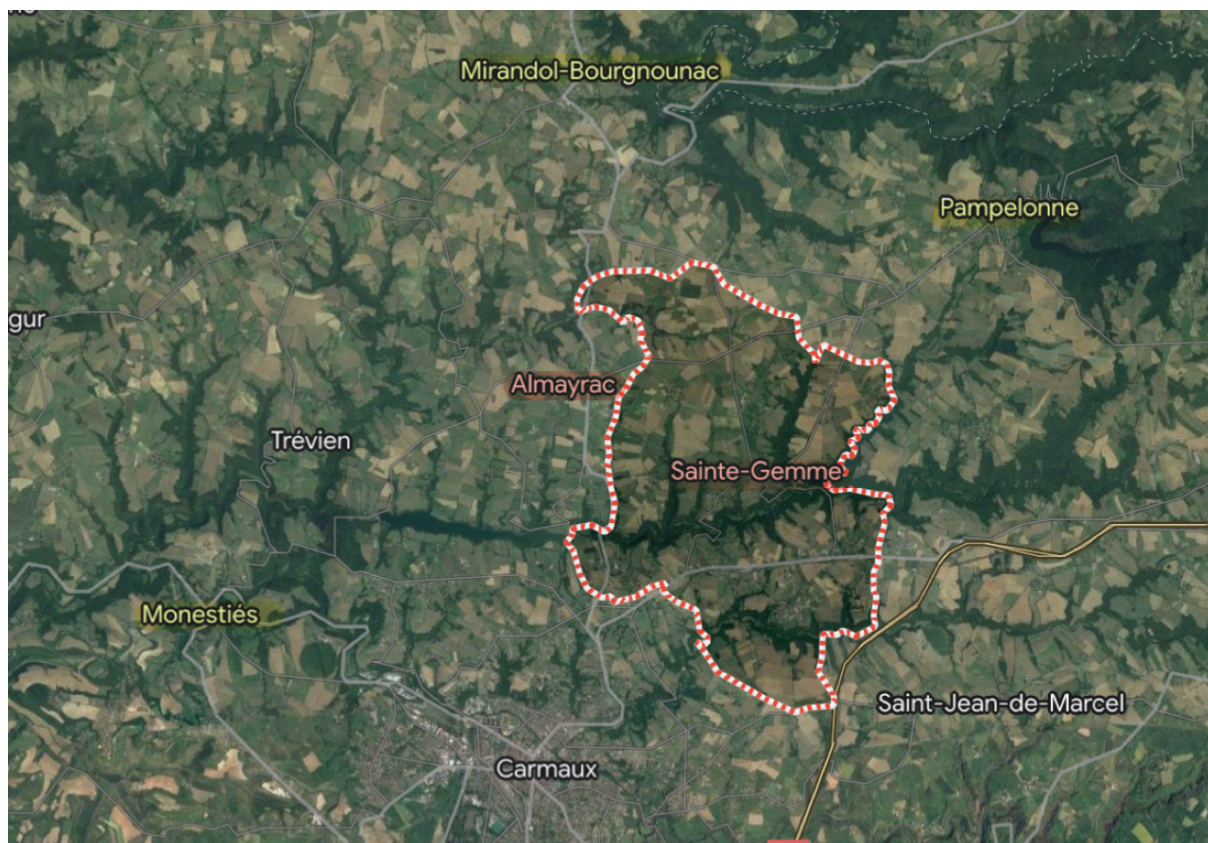 Mirandol-Bourgnounac
Pampelonne
gur
Almayrac
Trévien
Sainte-Gemme
Monestiés
Saint-Jean-de-Marcel
Carmaux